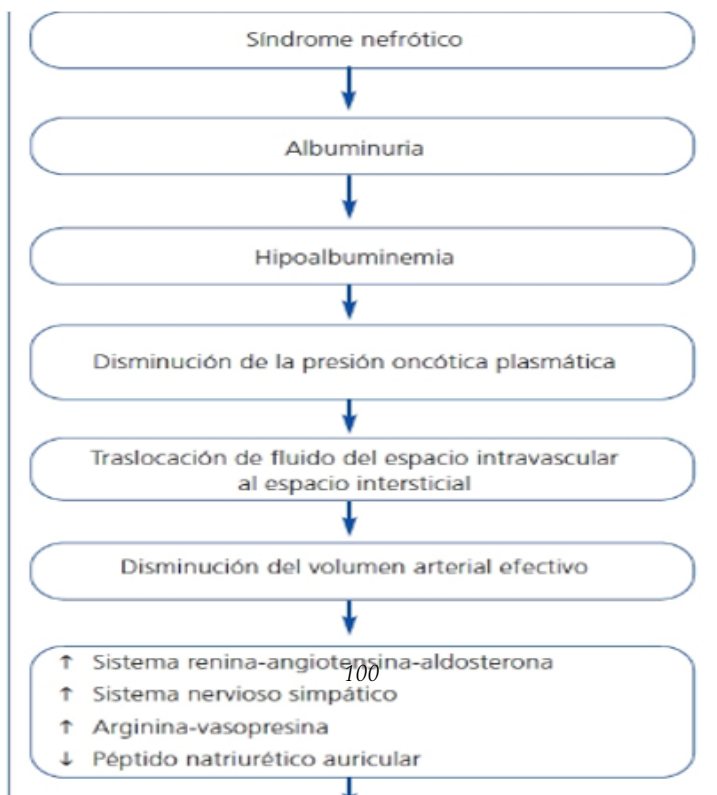 Síndrome nefrótico
Albuminuria
Hipoalbuminemia
Disminución de la presión oncótica plasmática
Traslocación de fluido del espacio intravascular
al espacio intersticial
Disminución del volumen arterial efectivo
↑ Sistema renina-angiotensina-aldosterona
100
↑ Sistema nervioso simpático
↑ Arginina-vasopresina
↓ Péptido natriurético auricular